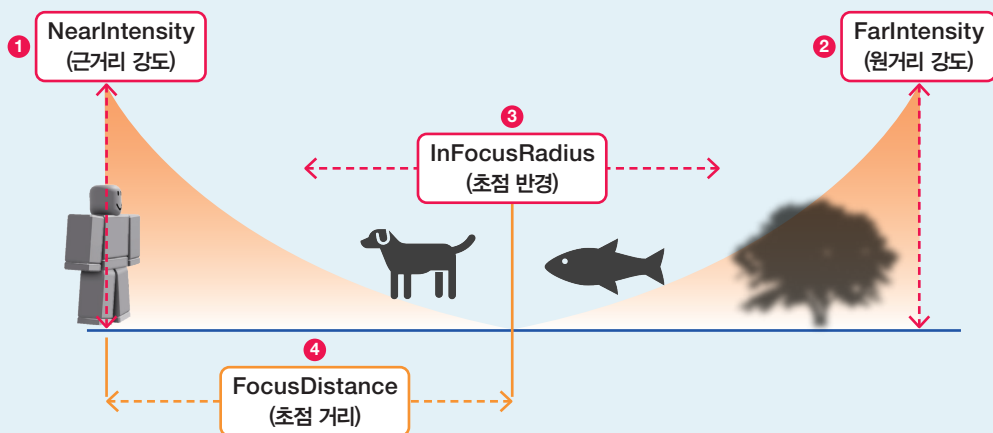 1
NearIntensity
(근거리 강도)
2
FarIntensity
(원거리 강도)
3
InFocusRadius
(초점 반경)
4
FocusDistance
(초점 거리)